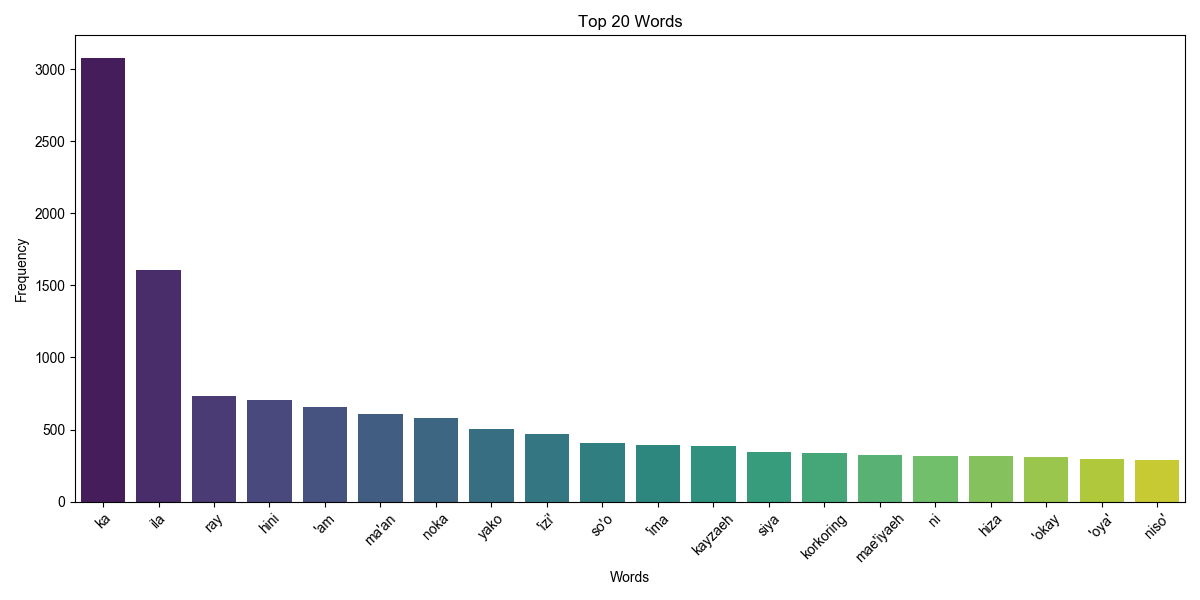 Top 20 Words
Frequency
3000
2500
2000
1500
1000
500
0
ka
ila
ray
hini
'am
ma'an
noka
yako
'izi'
so'o
'ima
kayzaeh
siya
korkoring
mae'iyaeh
ni
hiza
'okay
'oya'
niso'
Words